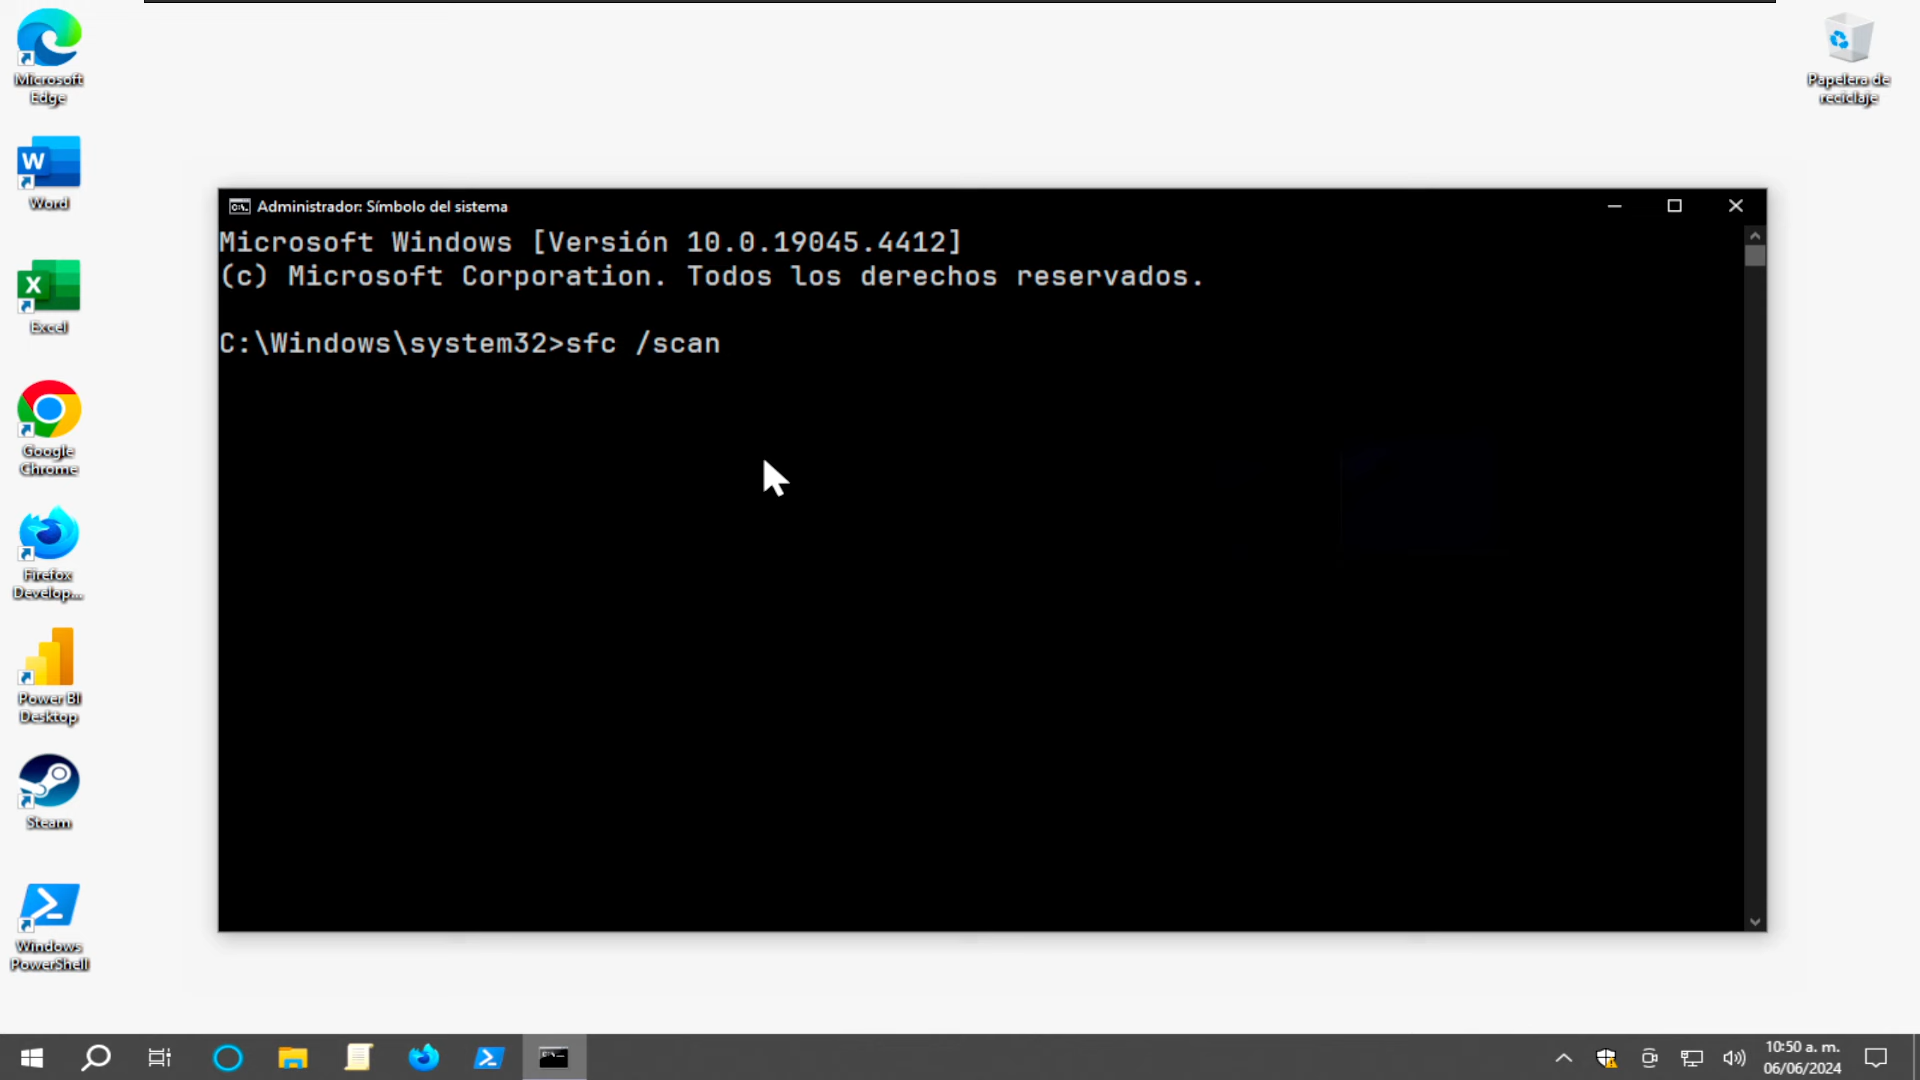 Microsoft
Edge
Word
Excel
Google
Chrome
Firefox
Develop...
Power BI
Desktop
Steam
Windows
PowerShell
Papelera de
reciclaje
Administrador: Símbolo del sistema
Microsoft Windows [Versión 10.0.19045.4412]
(c) Microsoft Corporation. Todos los derechos reservados.
C:\Windows\system32>sfc /scan
10:50 a. m.
06/06/2024